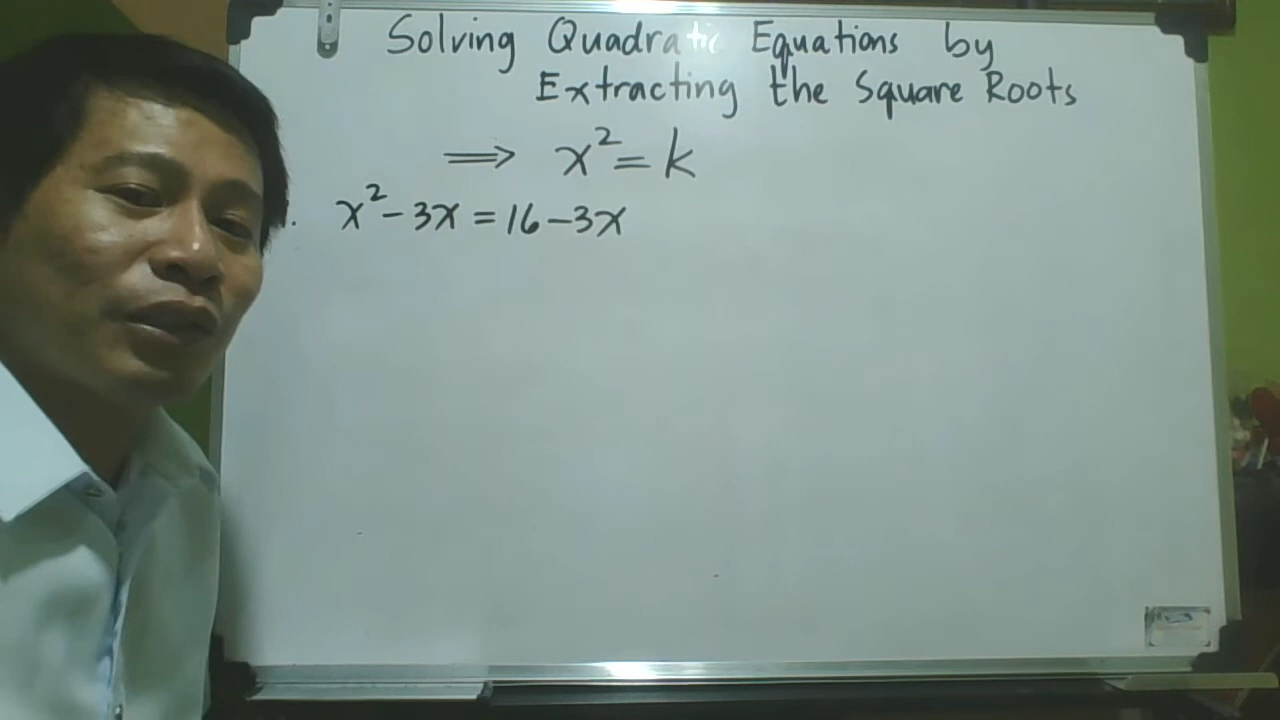 Solving Quadratic Equations by
Extracting the Square Roots
⟹ x² = k
. x² - 3x = 16 - 3x